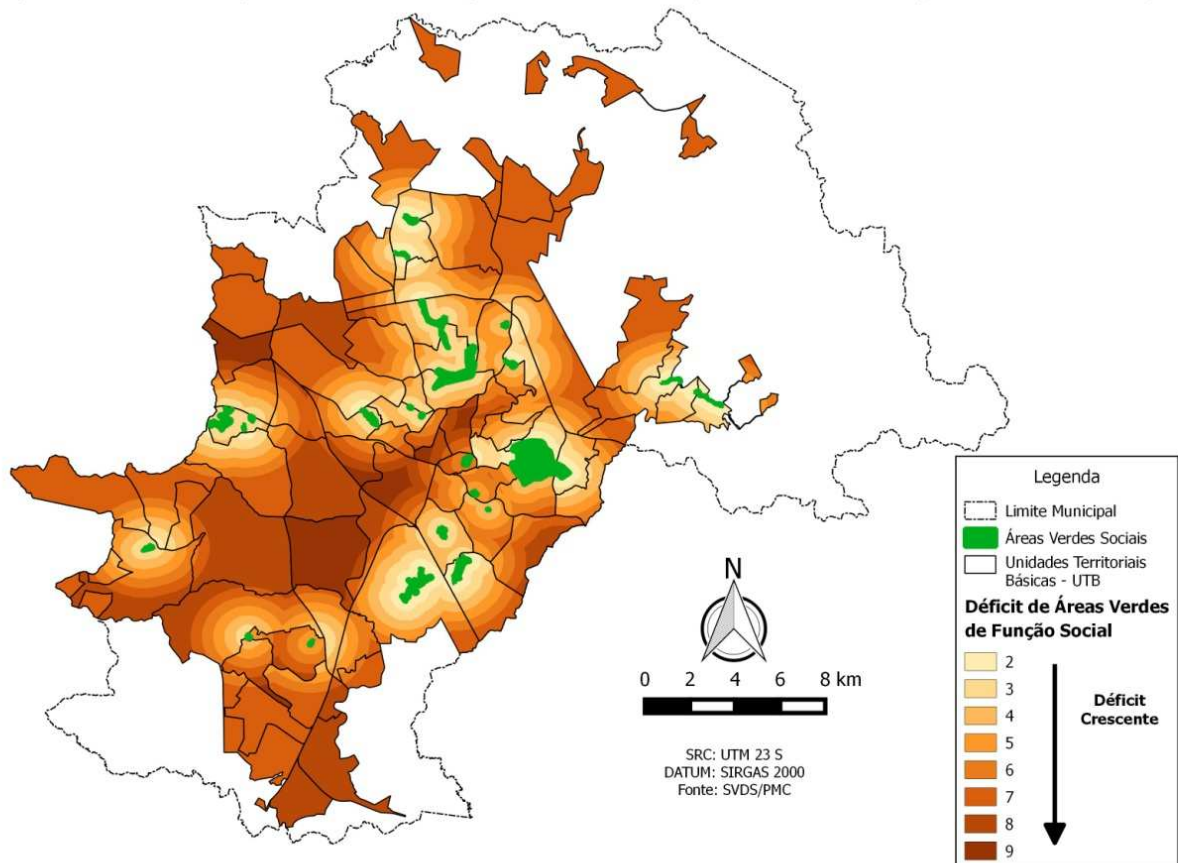 N
0 2 4 6 8 km
SRC: UTM 23 S
DATUM: SIRGAS 2000
Fonte: SVDS/PMC
Legenda
Limite Municipal
Áreas Verdes Sociais
Unidades Territoriais
Básicas - UTB
Déficit de Áreas Verdes
de Função Social
2
3
4
5
6
7
8
9
Déficit
Crescente